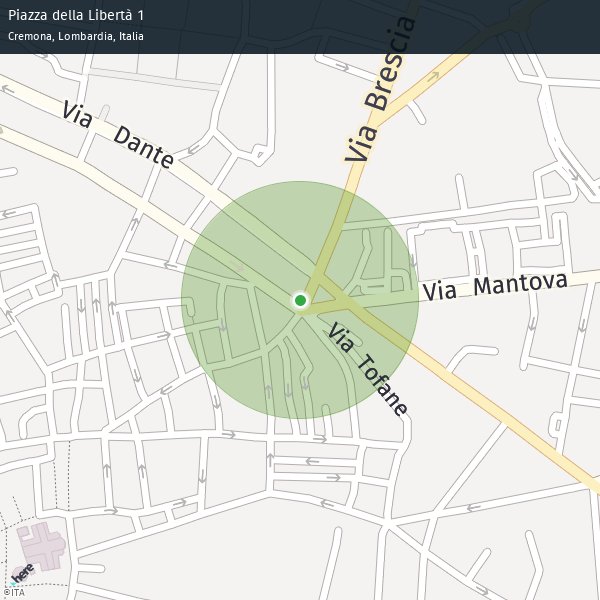 Piazza della Libertà 1
Cremona, Lombardia, Italia
Via Brescia
Via Dante
Via Mantova
Via Tofane
here
©ITA